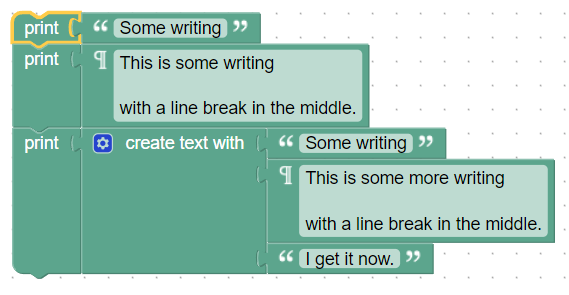 print “ Some writing ”
print ¶ This is some writing
with a line break in the middle.
print create text with “ Some writing ”
¶ This is some more writing
with a line break in the middle.
“ I get it now. ”